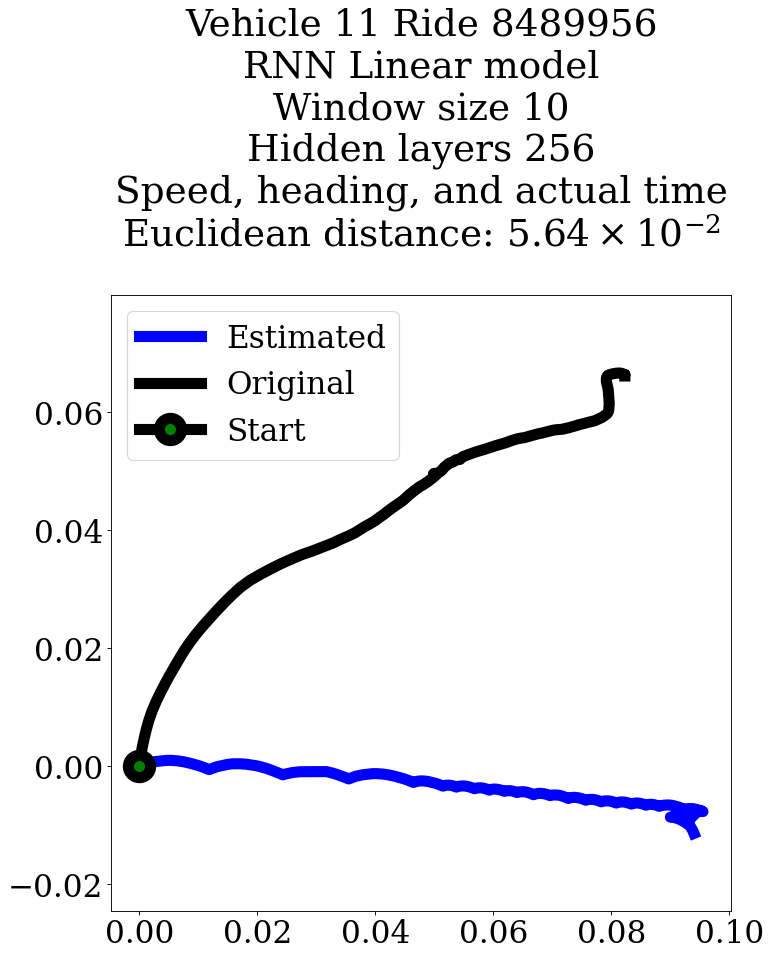 Vehicle 11 Ride 8489956
RNN Linear model
Window size 10
Hidden layers 256
Speed, heading, and actual time
Euclidean distance: 5.64 × 10⁻²
Estimated
Original
Start
0.06
0.04
0.02
0.00
−0.02
0.00 0.02 0.04 0.06 0.08 0.10